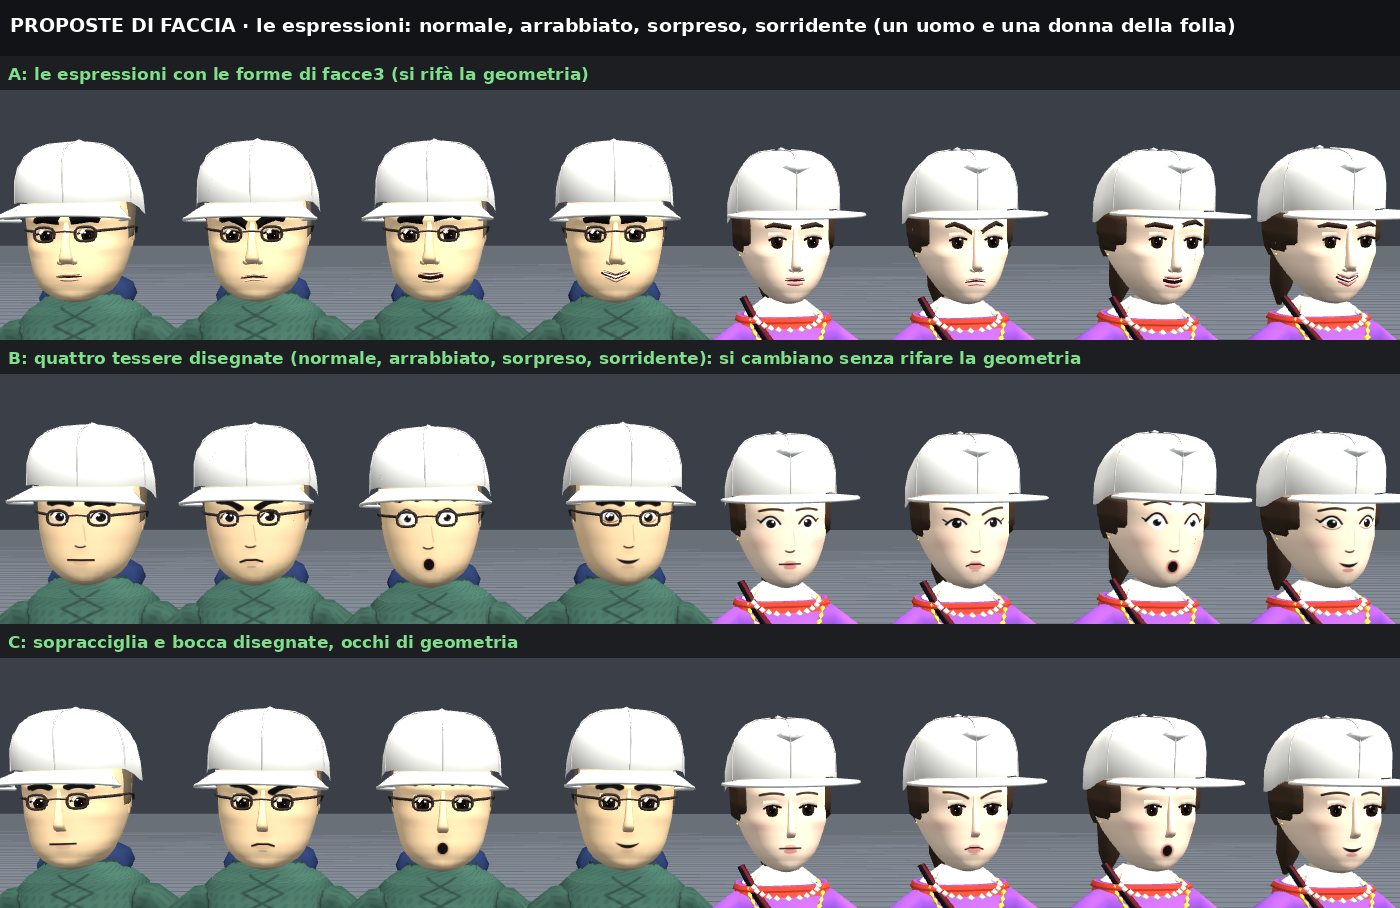 PROPOSTE DI FACCIA · le espressioni: normale, arrabbiato, sorpreso, sorridente (un uomo e una donna della folla)
A: le espressioni con le forme di facce3 (si rifà la geometria)
B: quattro tessere disegnate (normale, arrabbiato, sorpreso, sorridente): si cambiano senza rifare la geometria
C: sopracciglia e bocca disegnate, occhi di geometria